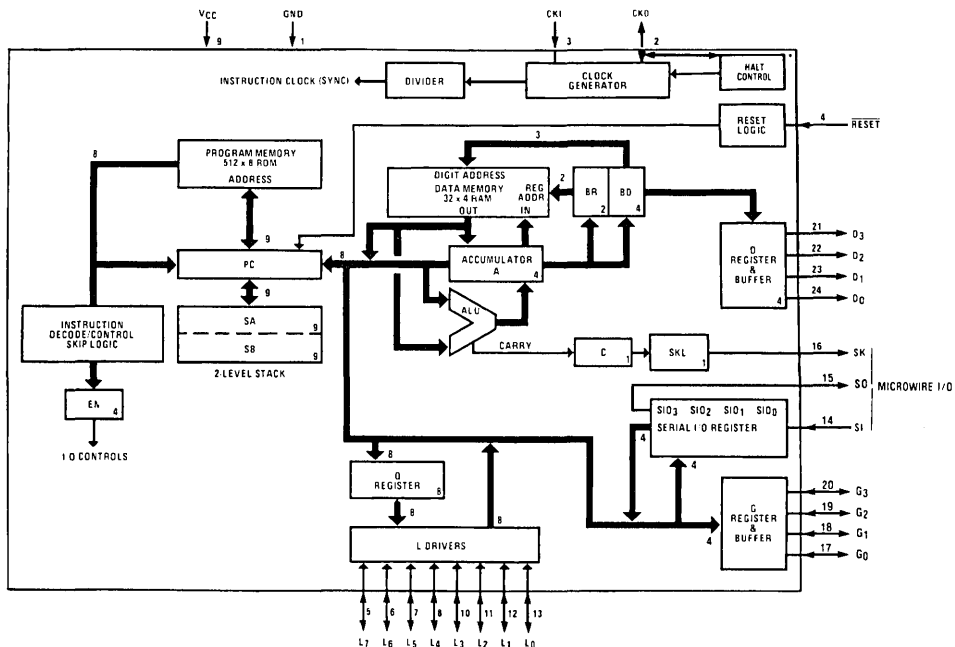 VCC
GND
CKI
CKO
9
1
3
2
INSTRUCTION CLOCK (SYNC)
DIVIDER
CLOCK
GENERATOR
HALT
CONTROL
*
RESET
LOGIC
4
RESET
8
PROGRAM MEMORY
512 x 8 ROM
ADDRESS
3
DIGIT ADDRESS
DATA MEMORY
32 x 4 RAM
OUT
REG
ADDR
IN
2
BR
2
BD
4
9
PC
8
ACCUMULATOR
A
4
D
REGISTER
&
BUFFER
4
21 D3
22 D2
23 D1
24 D0
9
SA
9
SB
9
2-LEVEL STACK
INSTRUCTION
DECODE/CONTROL
SKIP LOGIC
ALU
CARRY
C
1
SKL
1
16 SK
15 SO
MICROWIRE I/O
14 SI
EN
4
I O CONTROLS
SIO3 SIO2 SIO1 SIO0
SERIAL I/O REGISTER
4
4
8
Q
REGISTER
8
8
8
L DRIVERS
4
G
REGISTER
&
BUFFER
20 G3
19 G2
18 G1
17 G0
5 6 7 8 10 11 12 13
L7 L6 L5 L4 L3 L2 L1 L0